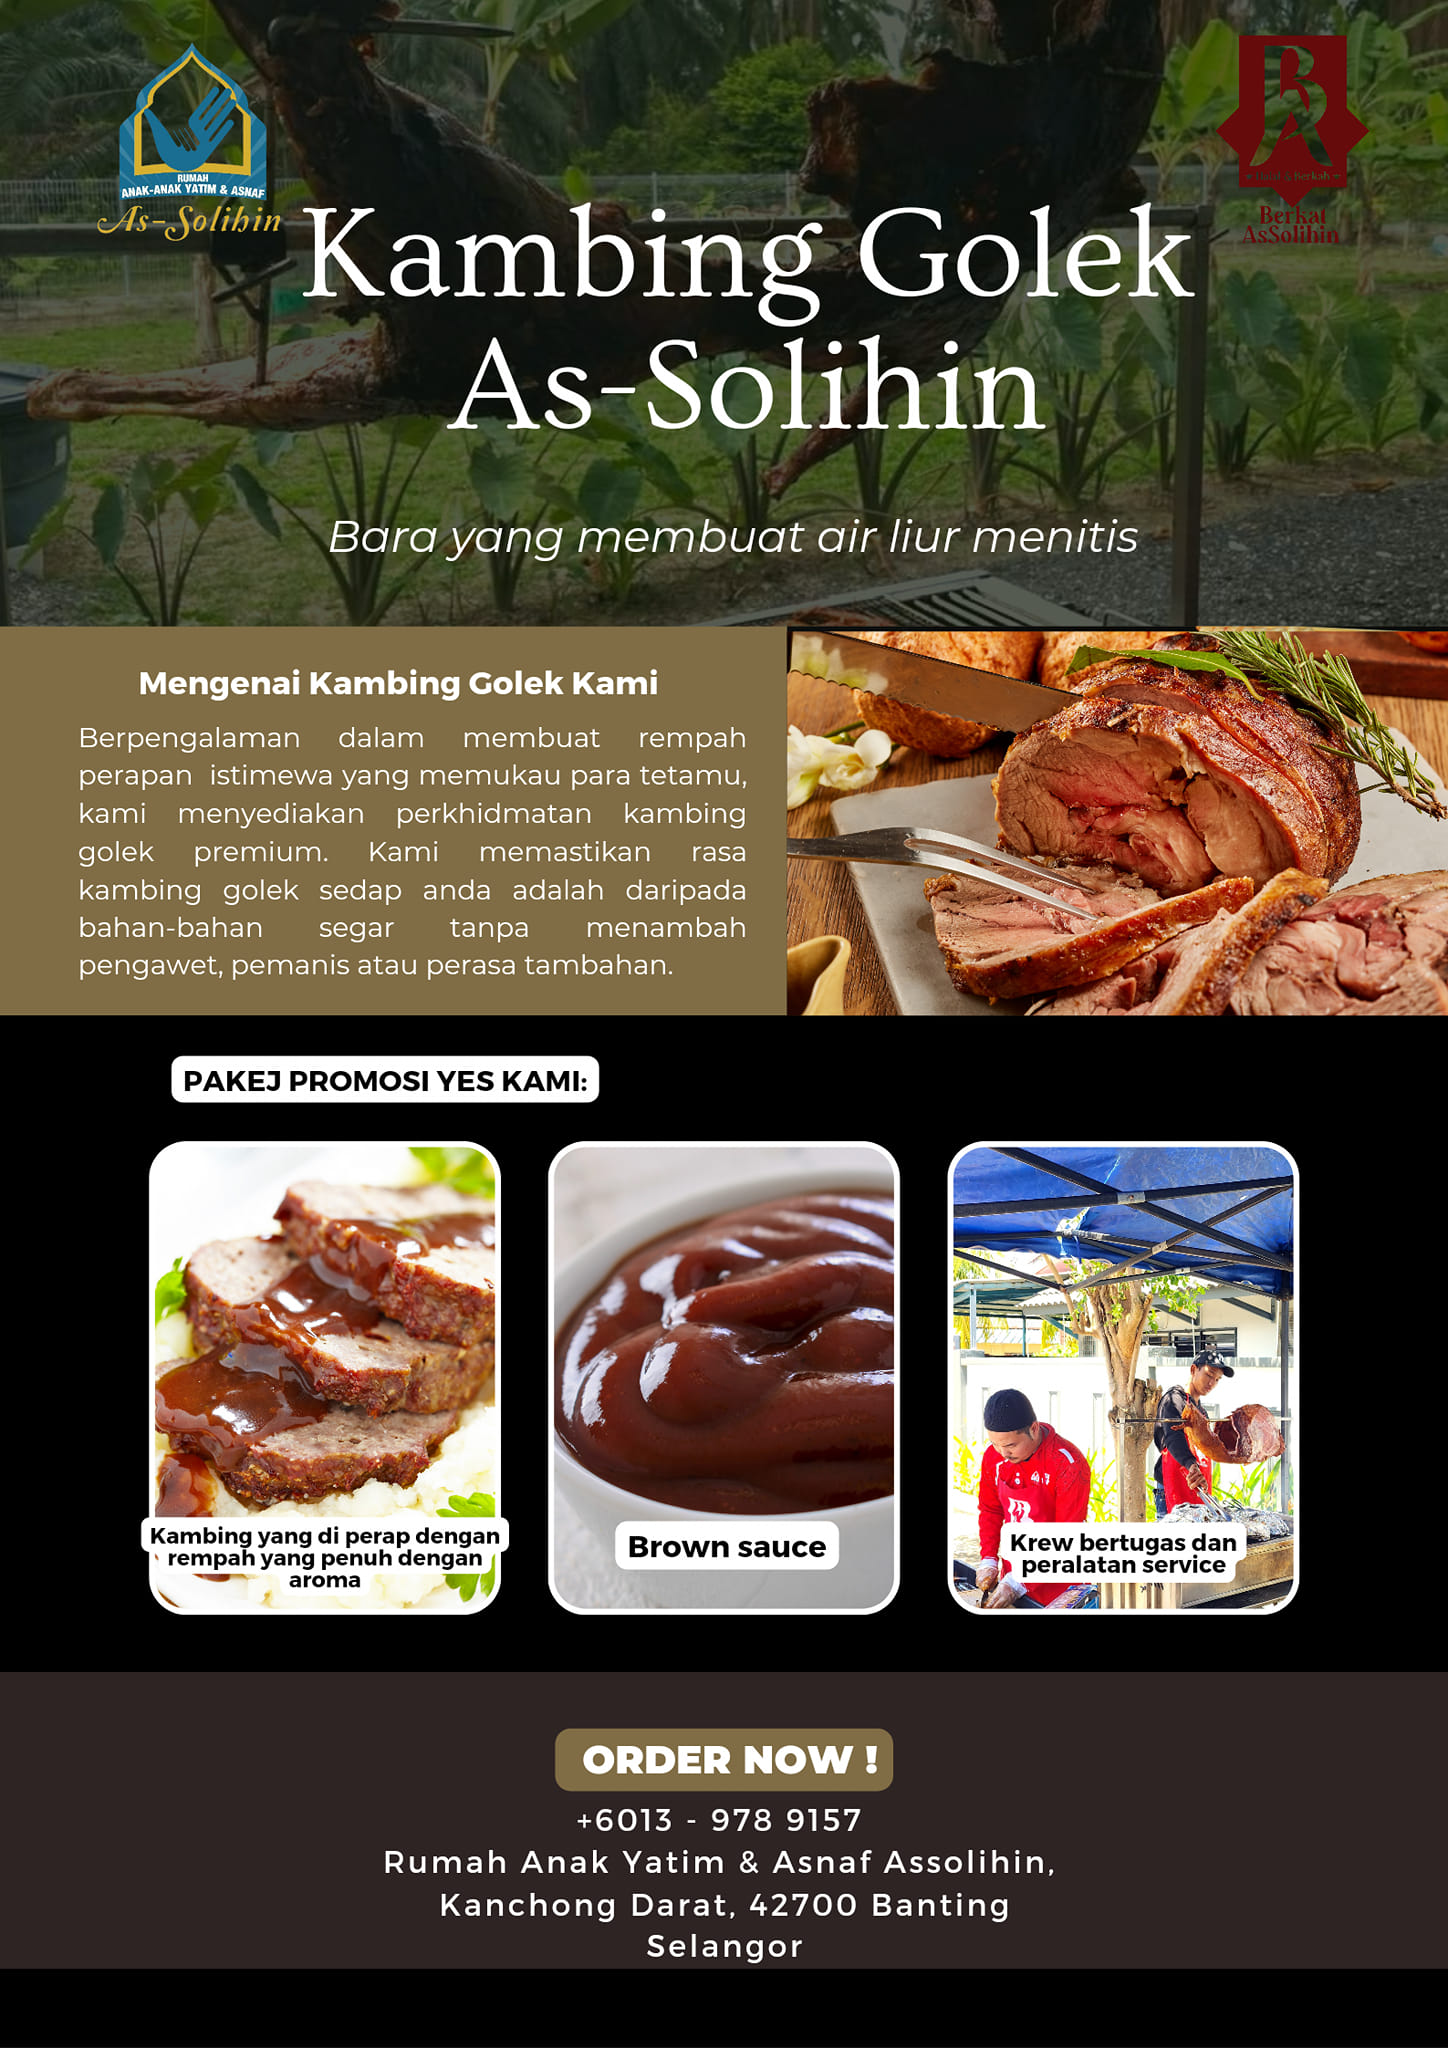 RUMAH
ANAK-ANAK YATIM & ASNAF
As-Solihin
BA
Halal & Berkah
Berkat
AsSolihin
Kambing Golek
As-Solihin
Bara yang membuat air liur menitis
Mengenai Kambing Golek Kami
Berpengalaman dalam membuat rempah
perapan istimewa yang memukau para tetamu,
kami menyediakan perkhidmatan kambing
golek premium. Kami memastikan rasa
kambing golek sedap anda adalah daripada
bahan-bahan segar tanpa menambah
pengawet, pemanis atau perasa tambahan.
PAKEJ PROMOSI YES KAMI:
Kambing yang di perap dengan
rempah yang penuh dengan
aroma
Brown sauce
Krew bertugas dan
peralatan service
ORDER NOW !
+6013 - 978 9157
Rumah Anak Yatim & Asnaf Assolihin,
Kanchong Darat, 42700 Banting
Selangor